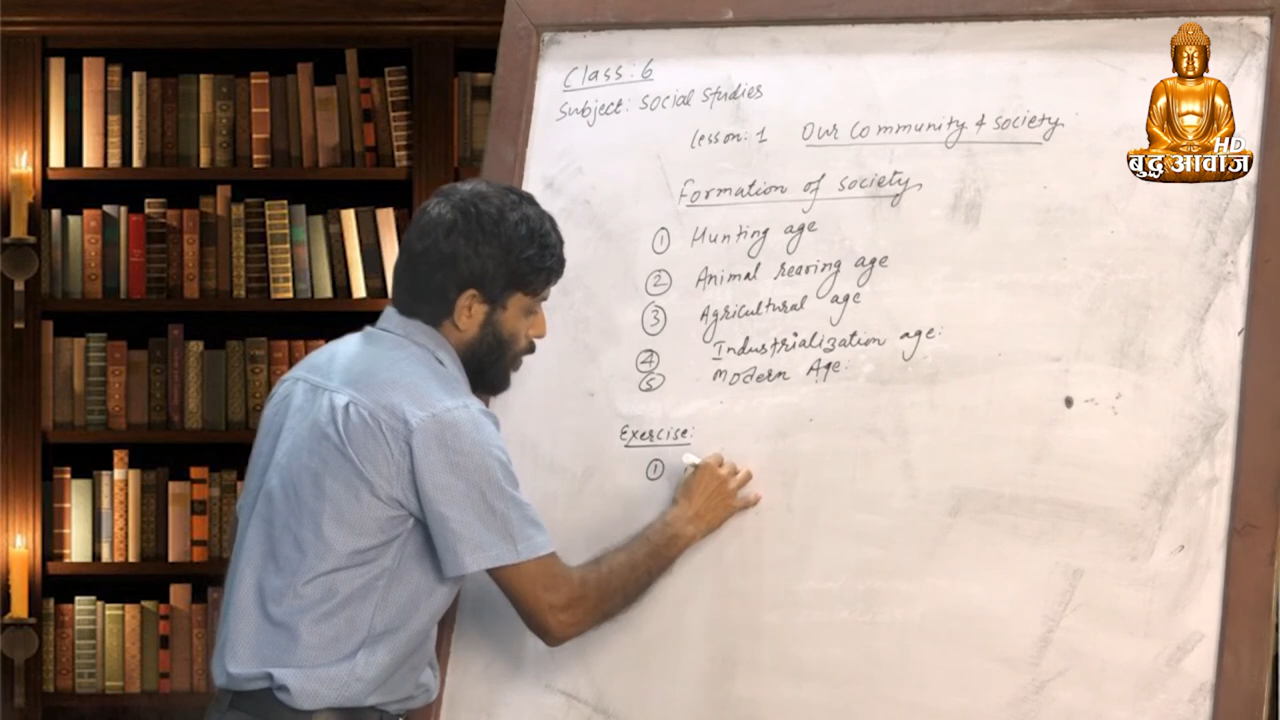 Class: 6
Subject: Social Studies
Lesson: 1 Our Community & Society
Formation of society
① Hunting age
② Animal rearing age
③ Agricultural age
④ Industrialization age:
⑤ Modern Age:
Exercise:
①
HD
बुद्ध आवाज